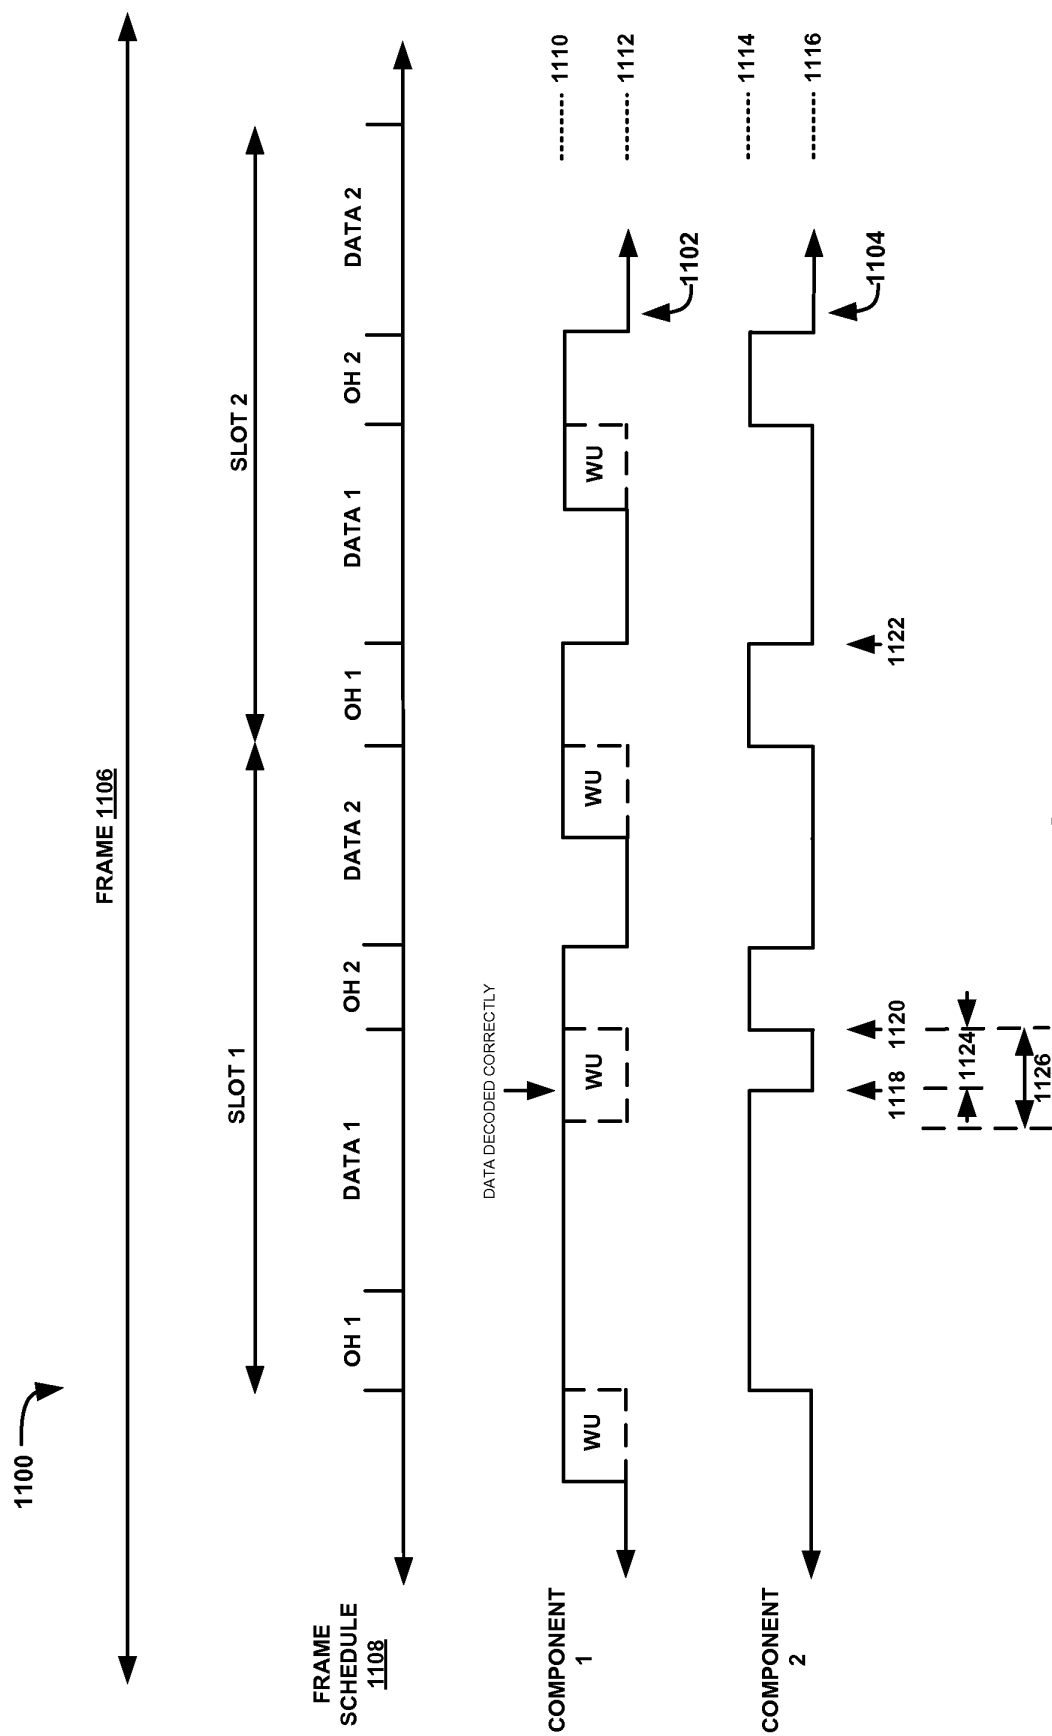 1100
FRAME 1106
SLOT 1
SLOT 2
FRAME
SCHEDULE
1108
OH 1
DATA 1
OH 2
DATA 2
OH 1
DATA 1
OH 2
DATA 2
DATA DECODED CORRECTLY
COMPONENT
1
WU
WU
WU
WU
1110
1112
1102
COMPONENT
2
1114
1116
1104
1118
1120
1122
1124
1126